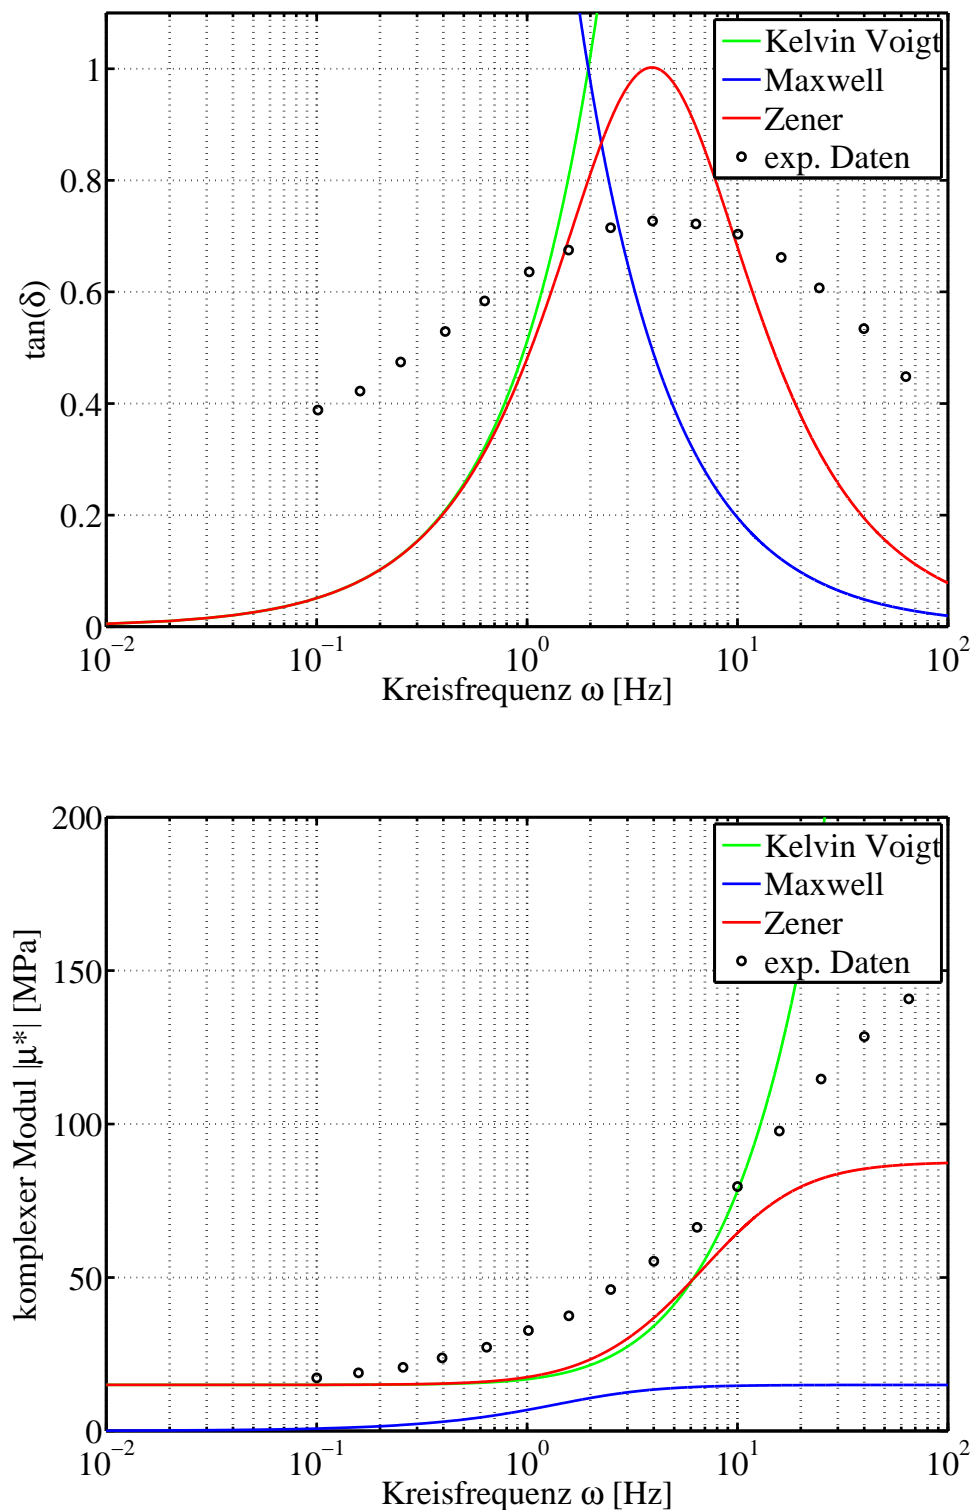 Kelvin Voigt
Maxwell
Zener
exp. Daten
1
0.8
0.6
0.4
0.2
0
tan(δ)
10⁻² 10⁻¹ 10⁰ 10¹ 10²
Kreisfrequenz ω [Hz]
Kelvin Voigt
Maxwell
Zener
exp. Daten
200
150
100
50
0
komplexer Modul |μ*| [MPa]
10⁻² 10⁻¹ 10⁰ 10¹ 10²
Kreisfrequenz ω [Hz]